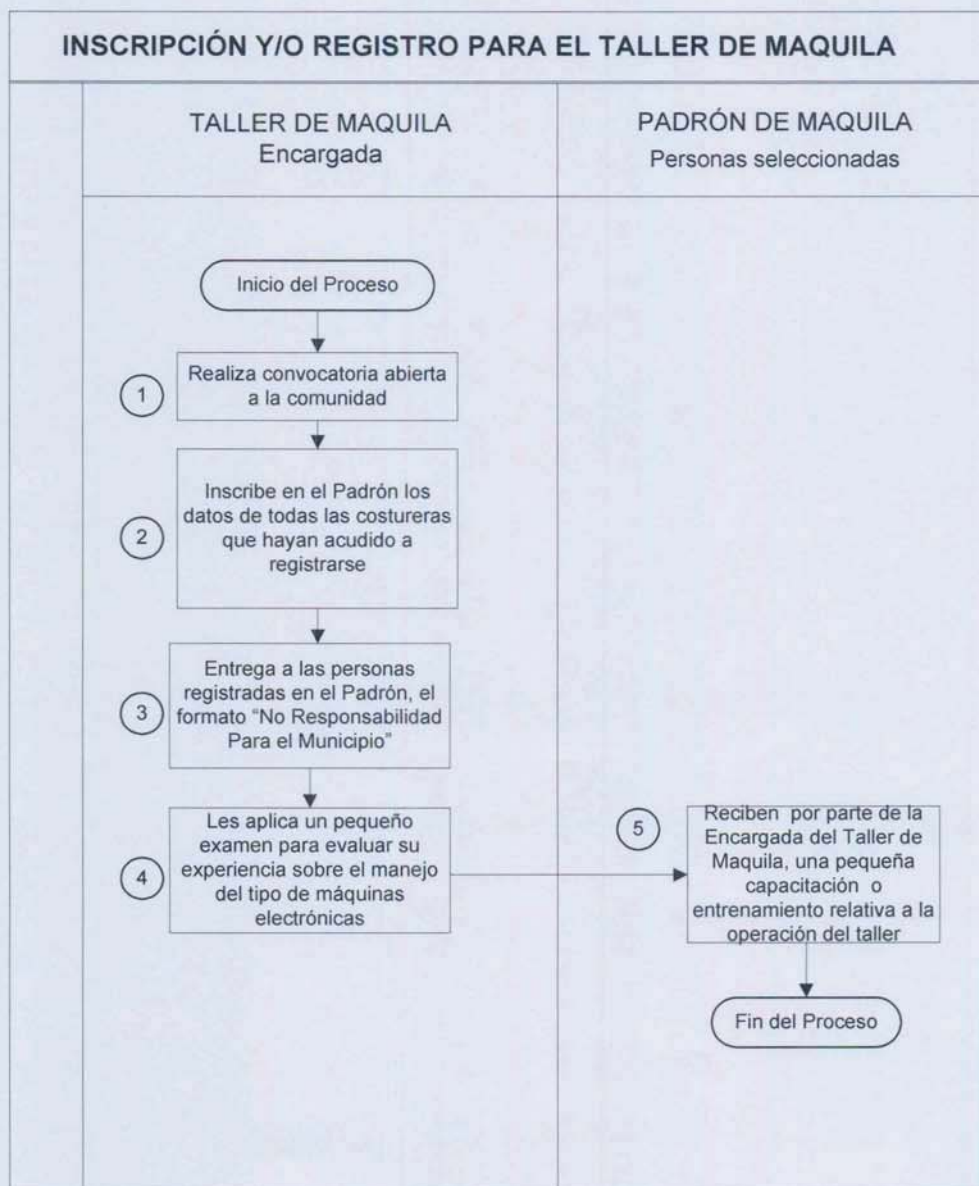 INSCRIPCIÓN Y/O REGISTRO PARA EL TALLER DE MAQUILA
TALLER DE MAQUILA
Encargada
PADRÓN DE MAQUILA
Personas seleccionadas
Inicio del Proceso
1
Realiza convocatoria abierta
a la comunidad
2
Inscribe en el Padrón los
datos de todas las costureras
que hayan acudido a
registrarse
3
Entrega a las personas
registradas en el Padrón, el
formato “No Responsabilidad
Para el Municipio”
4
Les aplica un pequeño
examen para evaluar su
experiencia sobre el manejo
del tipo de máquinas
electrónicas
5
Reciben por parte de la
Encargada del Taller de
Maquila, una pequeña
capacitación o
entrenamiento relativa a la
operación del taller
Fin del Proceso